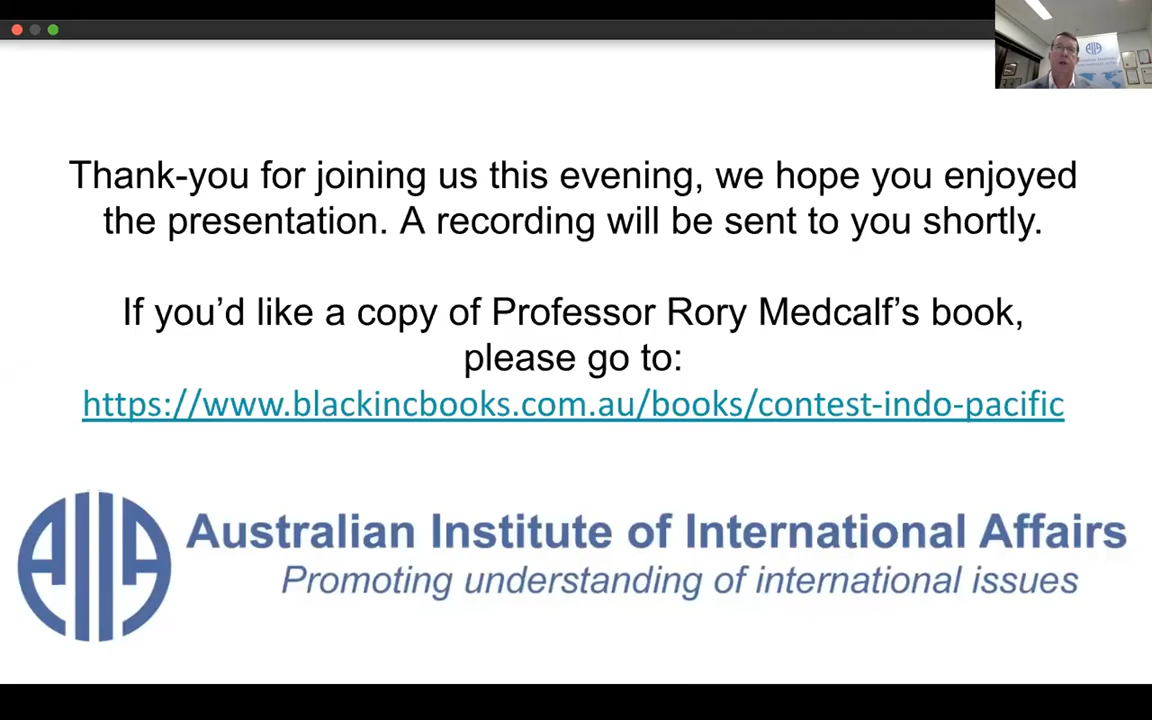 Thank-you for joining us this evening, we hope you enjoyed
the presentation. A recording will be sent to you shortly.
If you’d like a copy of Professor Rory Medcalf’s book,
please go to:
https://www.blackincbooks.com.au/books/contest-indo-pacific
AIIA
Australian Institute of International Affairs
Promoting understanding of international issues